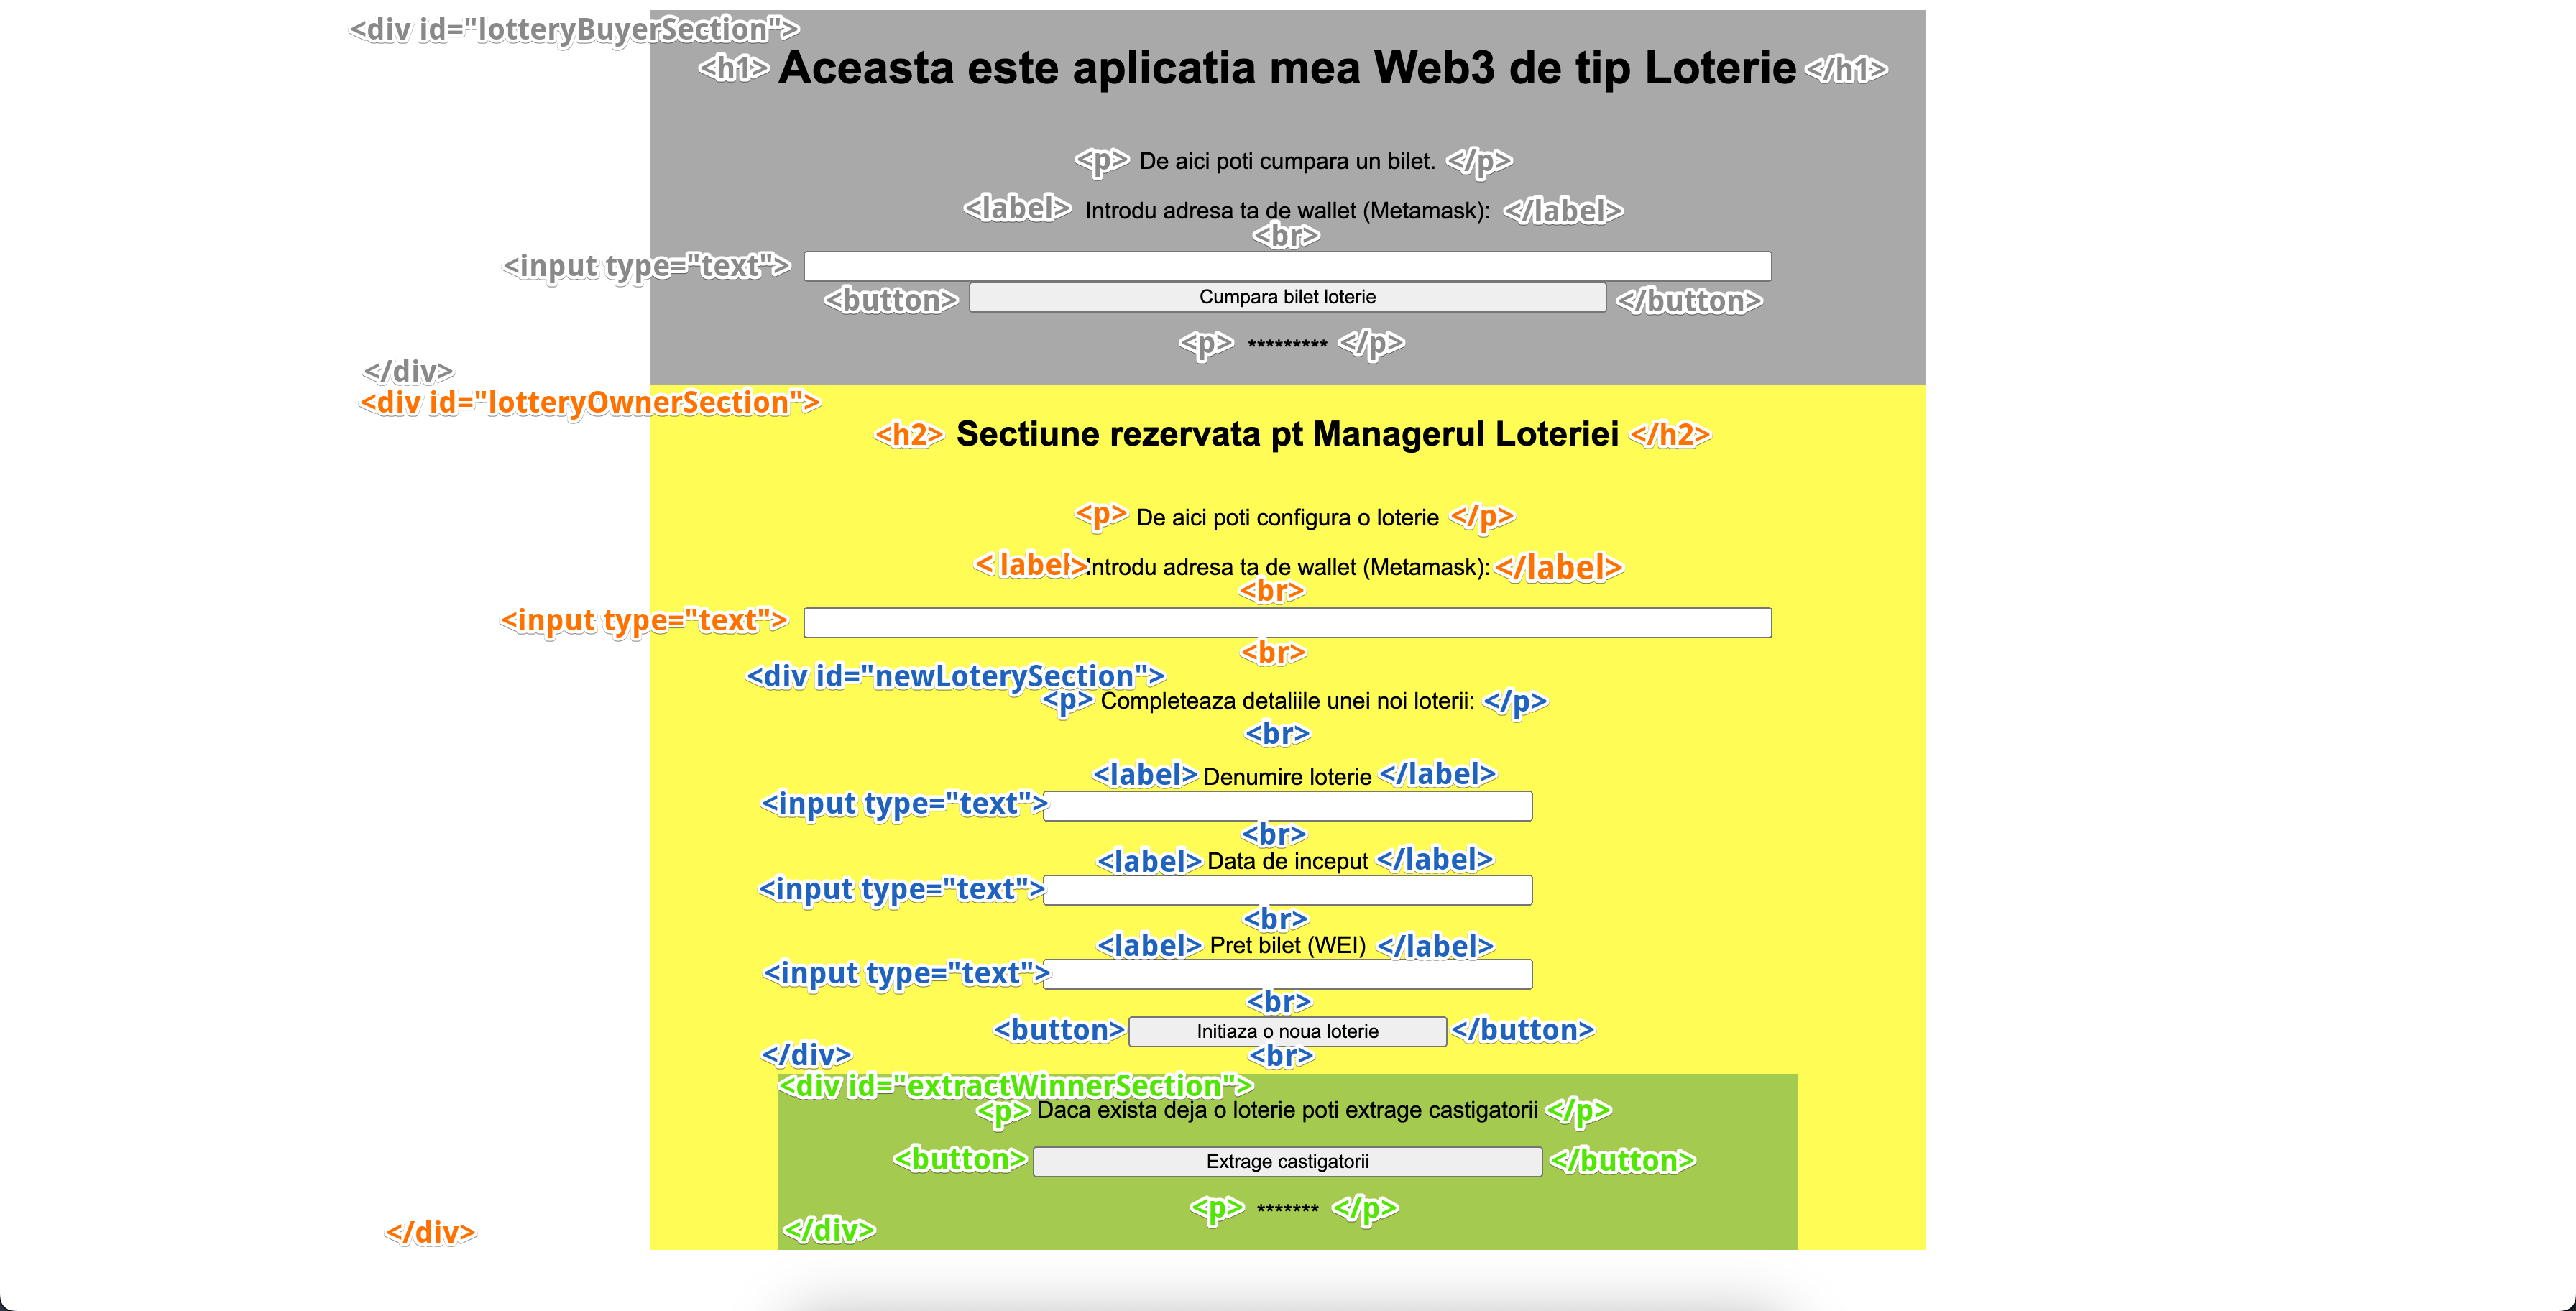 <div id="lotteryBuyerSection">
<h1> Aceasta este aplicatia mea Web3 de tip Loterie </h1>
<p> De aici poti cumpara un bilet. </p>
<label> Introdu adresa ta de wallet (Metamask): </label>
<br>
<input type="text">
<button> Cumpara bilet loterie </button>
<p> ********* </p>
</div>
<div id="lotteryOwnerSection">
<h2> Sectiune rezervata pt Managerul Loteriei </h2>
<p> De aici poti configura o loterie </p>
< label> Introdu adresa ta de wallet (Metamask): </label>
<br>
<input type="text">
<br>
<div id="newLoterySection">
<p> Completeaza detaliile unei noi loterii: </p>
<br>
<label> Denumire loterie </label>
<input type="text">
<br>
<label> Data de inceput </label>
<input type="text">
<br>
<label> Pret bilet (WEI) </label>
<input type="text">
<br>
<button> Initiaza o noua loterie </button>
</div> <br>
<div id="extractWinnerSection">
<p> Daca exista deja o loterie poti extrage castigatorii </p>
<button> Extrage castigatorii </button>
<p> ******* </p>
</div>
</div>